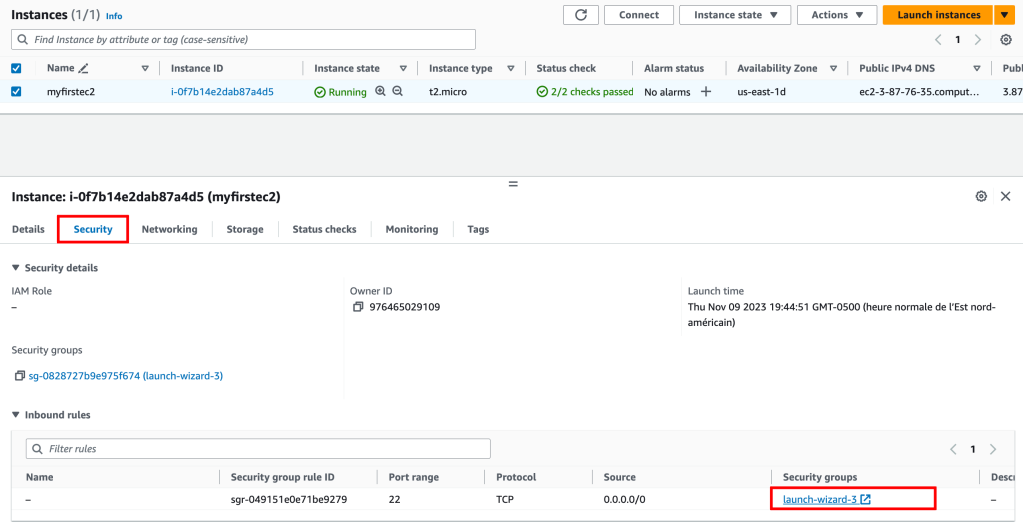 Instances (1/1) Info
Connect
Instance state
Actions
Launch instances
Find Instance by attribute or tag (case-sensitive)
1
Name
Instance ID
Instance state
Instance type
Status check
Alarm status
Availability Zone
Public IPv4 DNS
Publ
myfirstec2
i-0f7b14e2dab87a4d5
Running
t2.micro
2/2 checks passed
No alarms
us-east-1d
ec2-3-87-76-35.comput...
3.87
Instance: i-0f7b14e2dab87a4d5 (myfirstec2)
Details
Security
Networking
Storage
Status checks
Monitoring
Tags
Security details
IAM Role
–
Owner ID
976465029109
Launch time
Thu Nov 09 2023 19:44:51 GMT-0500 (heure normale de l'Est nord-
américain)
Security groups
sg-0828727b9e975f674 (launch-wizard-3)
Inbound rules
Filter rules
1
Name
Security group rule ID
Port range
Protocol
Source
Security groups
Descr
–
sgr-049151e0e71be9279
22
TCP
0.0.0.0/0
launch-wizard-3
–